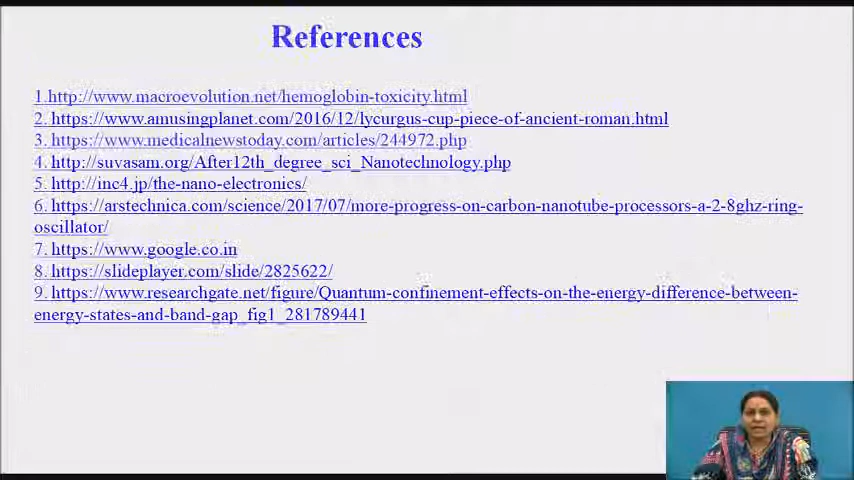 References
1.http://www.macroevolution.net/hemoglobin-toxicity.html
2. https://www.amusingplanet.com/2016/12/lycurgus-cup-piece-of-ancient-roman.html
3. https://www.medicalnewstoday.com/articles/244972.php
4. http://suvasam.org/After12th_degree_sci_Nanotechnology.php
5. http://inc4.jp/the-nano-electronics/
6. https://arstechnica.com/science/2017/07/more-progress-on-carbon-nanotube-processors-a-2-8ghz-ring-
oscillator/
7. https://www.google.co.in
8. https://slideplayer.com/slide/2825622/
9. https://www.researchgate.net/figure/Quantum-confinement-effects-on-the-energy-difference-between-
energy-states-and-band-gap_fig1_281789441